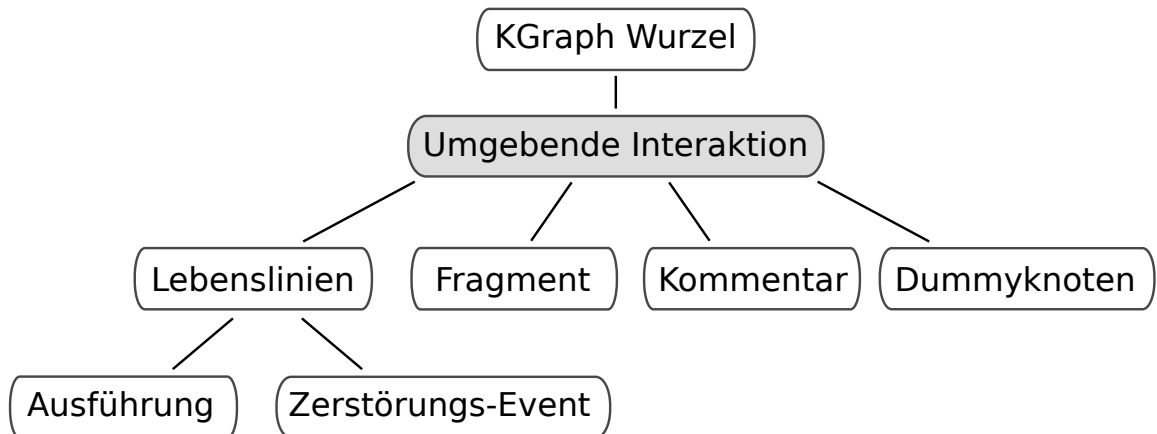 KGraph Wurzel
Umgebende Interaktion
Lebenslinien
Fragment
Kommentar
Dummyknoten
Ausführung
Zerstörungs-Event